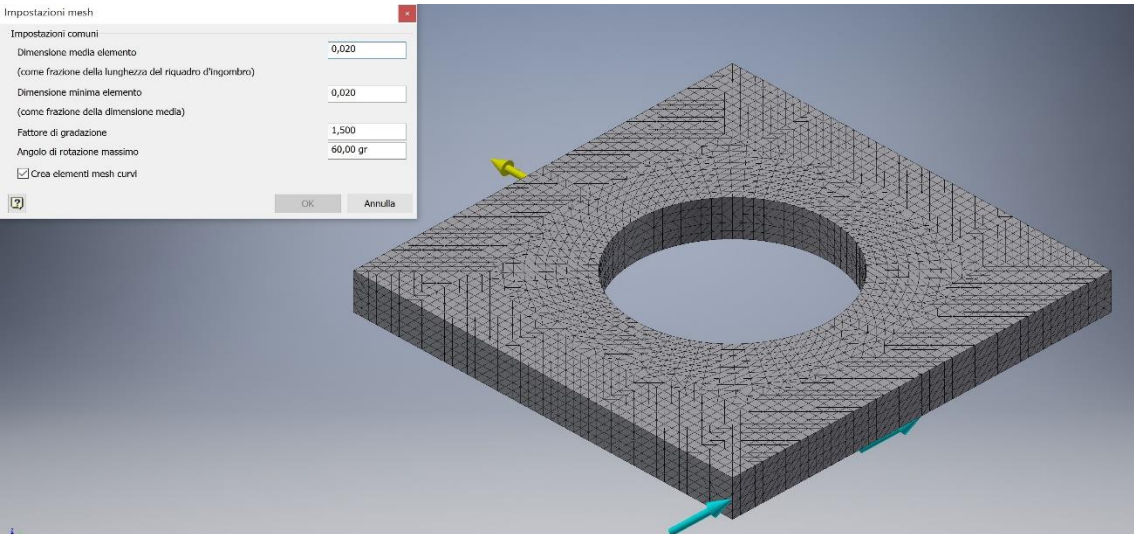 Impostazioni mesh
Impostazioni comuni
Dimensione media elemento 0,020
(come frazione della lunghezza del riquadro d'ingombro)
Dimensione minima elemento 0,020
(come frazione della dimensione media)
Fattore di gradazione 1,500
Angolo di rotazione massimo 60,00 gr
Crea elementi mesh curvi
OK Annulla